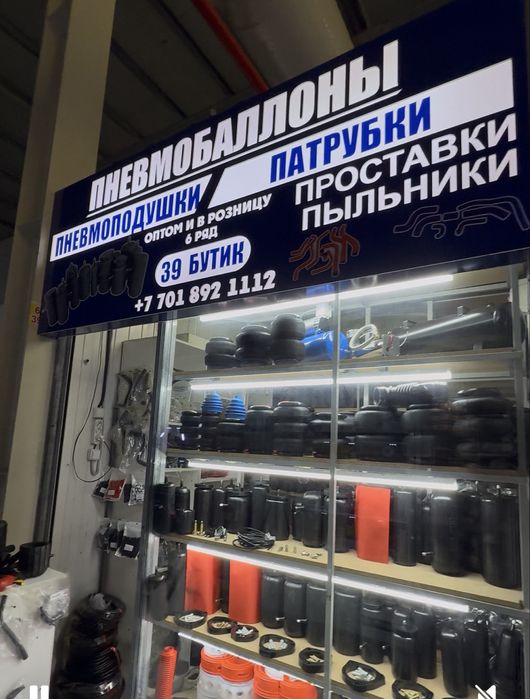 ПНЕВМОБАЛЛОНЫ
ПНЕВМОПОДУШКИ
ПАТРУБКИ
ОПТОМ И В РОЗНИЦУ
6 РЯД
ПРОСТАВКИ
ПЫЛЬНИКИ
39 БУТИК
+7 701 892 1112